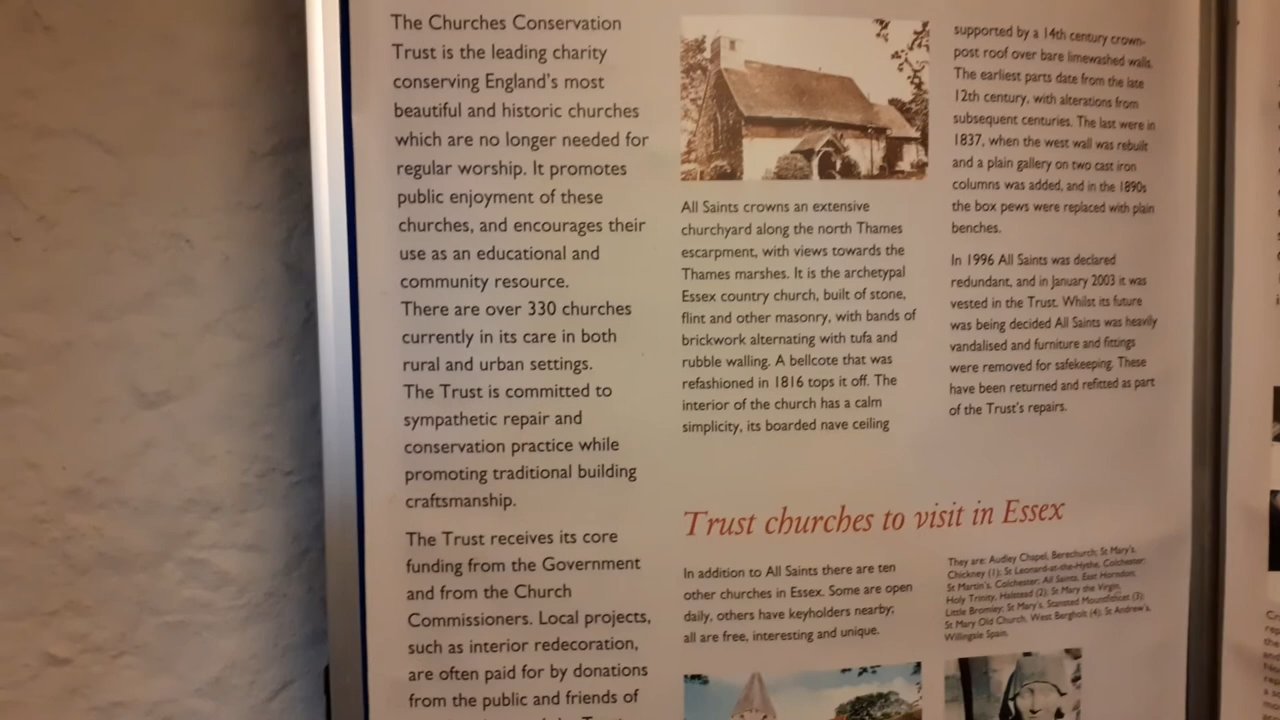 The Churches Conservation
Trust is the leading charity
conserving England's most
beautiful and historic churches
which are no longer needed for
regular worship. It promotes
public enjoyment of these
churches, and encourages their
use as an educational and
community resource.
There are over 330 churches
currently in its care in both
rural and urban settings.
The Trust is committed to
sympathetic repair and
conservation practice while
promoting traditional building
craftsmanship.
The Trust receives its core
funding from the Government
and from the Church
Commissioners. Local projects,
such as interior redecoration,
are often paid for by donations
from the public and friends of
All Saints crowns an extensive
churchyard along the north Thames
escarpment, with views towards the
Thames marshes. It is the archetypal
Essex country church, built of stone,
flint and other masonry, with bands of
brickwork alternating with tufa and
rubble walling. A bellcote that was
refashioned in 1816 tops it off. The
interior of the church has a calm
simplicity, its boarded nave ceiling
supported by a 14th century crown-
post roof over bare limewashed walls.
The earliest parts date from the late
12th century, with alterations from
subsequent centuries. The last were in
1837, when the west wall was rebuilt
and a plain gallery on two cast iron
columns was added, and in the 1890s
the box pews were replaced with plain
benches.
In 1996 All Saints was declared
redundant, and in January 2003 it was
vested in the Trust. Whilst its future
was being decided All Saints was heavily
vandalised and furniture and fittings
were removed for safekeeping. These
have been returned and refitted as part
of the Trust's repairs.
Trust churches to visit in Essex
In addition to All Saints there are ten
other churches in Essex. Some are open
daily, others have keyholders nearby;
all are free, interesting and unique.
They are: Audley Chapel, Berechurch; St Mary's,
Chickney (1); St Leonard-at-the-Hythe, Colchester;
St Martin's, Colchester; All Saints, East Horndon;
Holy Trinity, Halstead (2); St Mary the Virgin,
Little Bromley; St Mary's, Stansted Mountfitchet (3);
St Mary Old Church, West Bergholt (4); St Andrew's,
Willingale Spain.